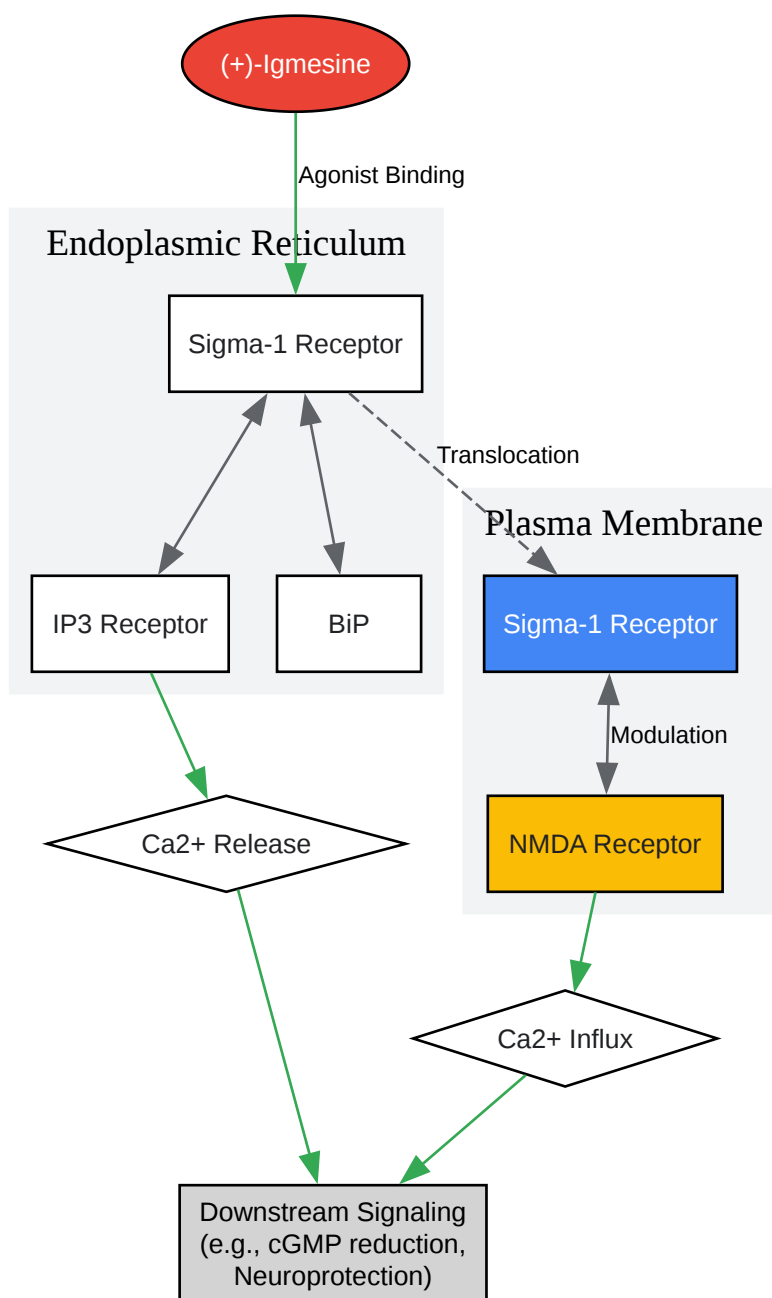 (+)-Igmesine
Agonist Binding
Endoplasmic Reticulum
Sigma-1 Receptor
Translocation
Plasma Membrane
IP3 Receptor
BiP
Sigma-1 Receptor
Modulation
Ca2+ Release
NMDA Receptor
Ca2+ Influx
Downstream Signaling
(e.g., cGMP reduction,
Neuroprotection)